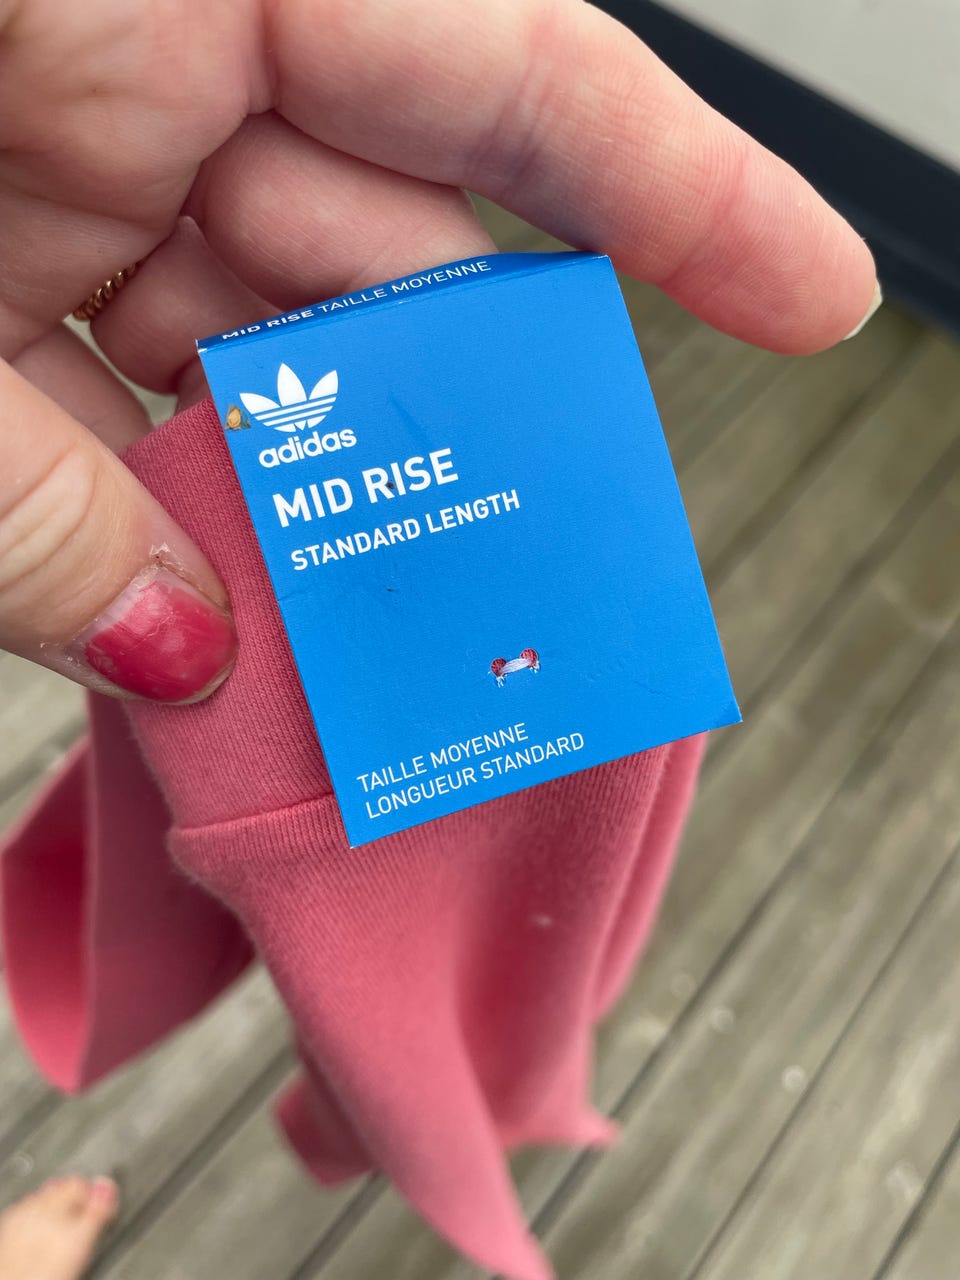 MID RISE TAILLE MOYENNE
adidas
MID RISE
STANDARD LENGTH
TAILLE MOYENNE
LONGUEUR STANDARD